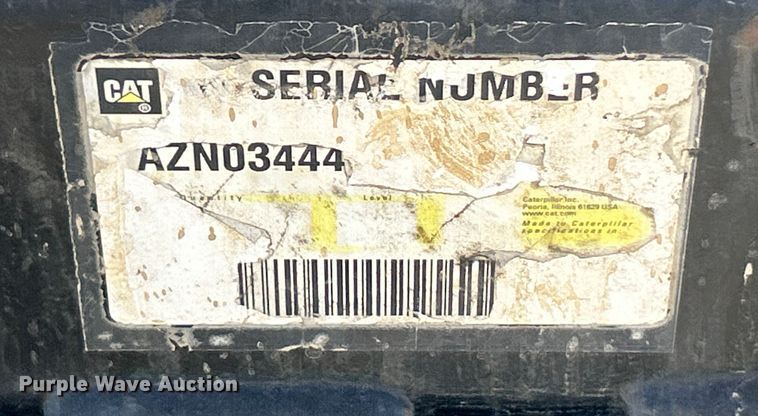 CAT
SERIAL NUMBER
AZN03444
Quantity Level
Caterpillar Inc.
Peoria, Illinois 61629 USA
www.cat.com
Made to Caterpillar
specifications in:
Purple Wave Auction